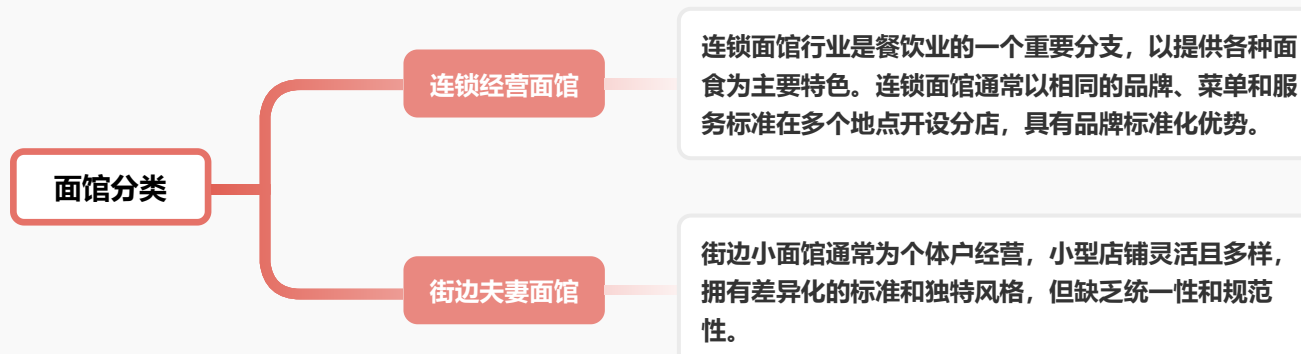 面馆分类
连锁经营面馆
连锁面馆行业是餐饮业的一个重要分支，以提供各种面
食为主要特色。连锁面馆通常以相同的品牌、菜单和服
务标准在多个地点开设分店，具有品牌标准化优势。
街边夫妻面馆
街边小面馆通常为个体户经营，小型店铺灵活且多样，
拥有差异化的标准和独特风格，但缺乏统一性和规范
性。